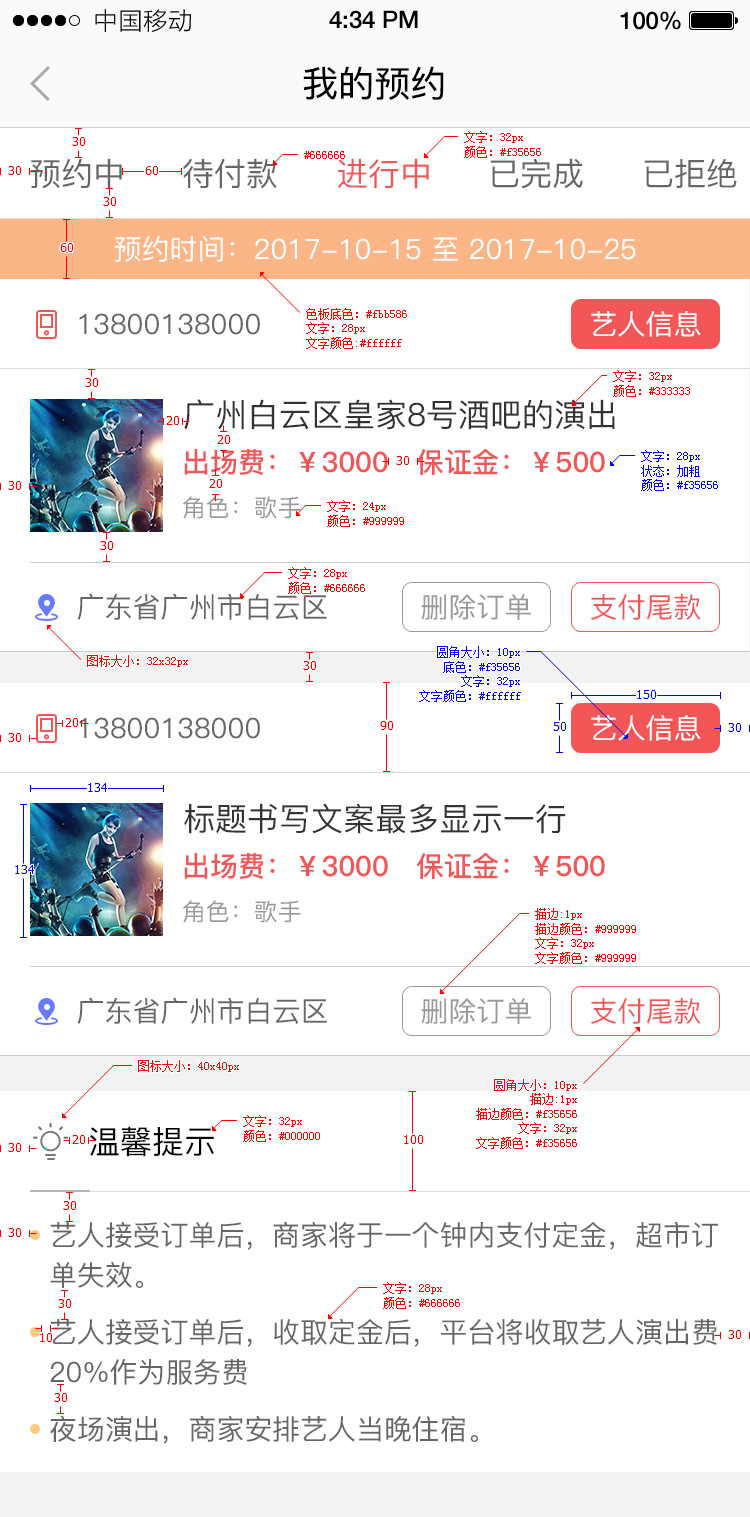 中国移动 4:34 PM 100%
我的预约
30
文字：32px
颜色：#f35656
#666666
30 预约中 60 待付款 进行中 已完成 已拒绝
30
60 预约时间：2017-10-15 至 2017-10-25
13800138000 艺人信息
色板底色：#fbb586
文字：28px
文字颜色:#ffffff
30
文字：32px
颜色：#333333
20 广州白云区皇家8号酒吧的演出
20
出场费：￥3000 30 保证金：￥500
文字：28px
状态：加粗
颜色：#f35656
30
20
角色：歌手
文字：24px
颜色：#999999
30
文字：28px
颜色：#666666
广东省广州市白云区 删除订单 支付尾款
图标大小：32x32px
30
圆角大小：10px
底色：#f35656
文字：32px
文字颜色：#ffffff
150
30 20 13800138000 90 50 艺人信息 30
134
134
标题书写文案最多显示一行
出场费：￥3000 保证金：￥500
角色：歌手
描边:1px
描边颜色：#999999
文字：32px
文字颜色：#999999
广东省广州市白云区 删除订单 支付尾款
图标大小：40x40px
圆角大小：10px
描边:1px
描边颜色：#f35656
文字：32px
文字颜色：#f35656
文字：32px
颜色：#000000
30 20 温馨提示 100
30
30 艺人接受订单后，商家将于一个钟内支付定金，超市订
单失效。
30
文字：28px
颜色：#666666
10 艺人接受订单后，收取定金后，平台将收取艺人演出费 30
20%作为服务费
30
夜场演出，商家安排艺人当晚住宿。